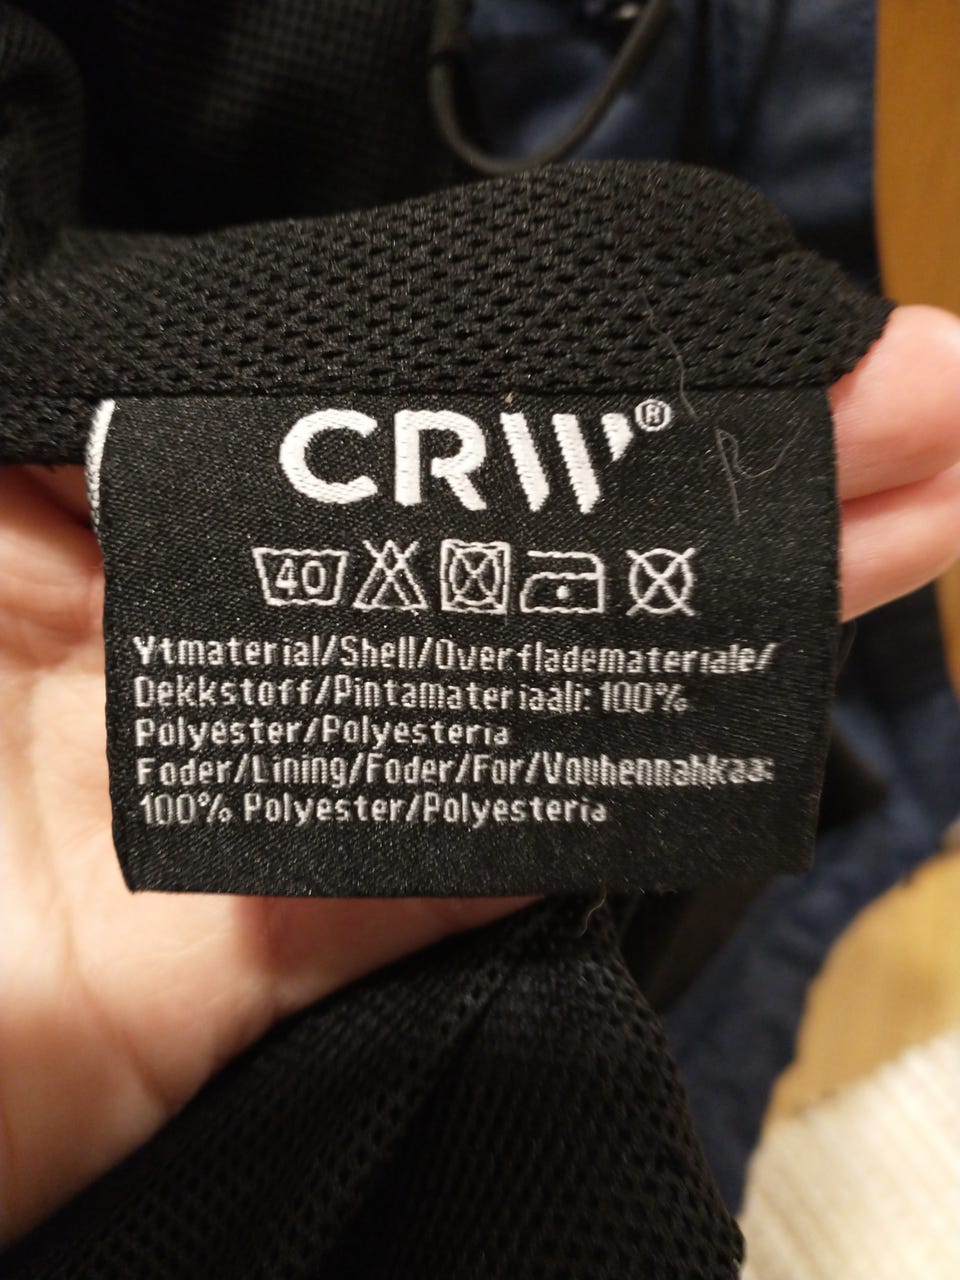 CRW®
40
Ytmaterial/Shell/Overflademateriale/
Dekkstoff/Pintamateriaali: 100%
Polyester/Polyesteria
Foder/Lining/Foder/For/Vouhennahkaa:
100% Polyester/Polyesteria